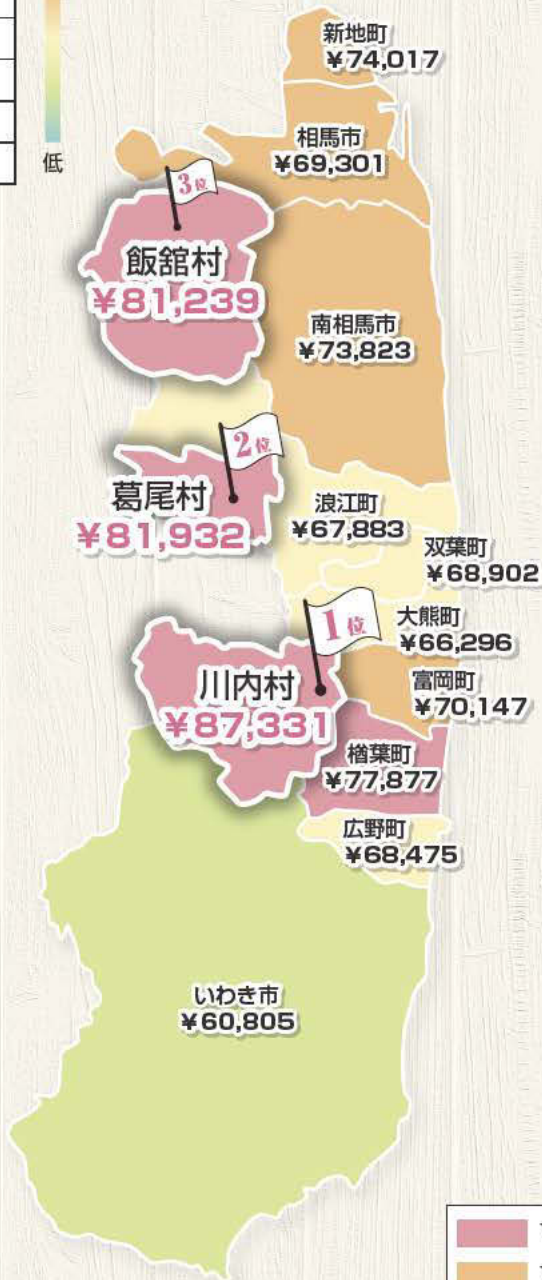 低
新地町
¥74,017
相馬市
¥69,301
3位
飯舘村
¥81,239
南相馬市
¥73,823
2位
葛尾村
¥81,932
浪江町
¥67,883
双葉町
¥68,902
1位
大熊町
¥66,296
川内村
¥87,331
富岡町
¥70,147
楢葉町
¥77,877
広野町
¥68,475
いわき市
¥60,805